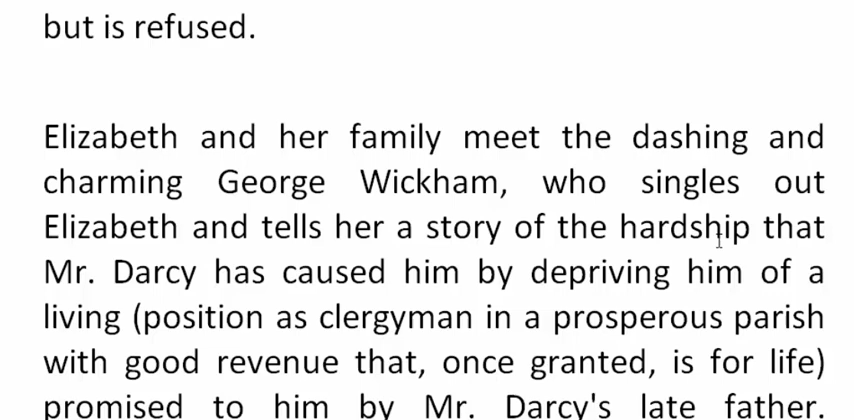 but is refused.
Elizabeth and her family meet the dashing and
charming George Wickham, who singles out
Elizabeth and tells her a story of the hardship that
Mr. Darcy has caused him by depriving him of a
living (position as clergyman in a prosperous parish
with good revenue that, once granted, is for life)
promised to him by Mr. Darcy's late father.